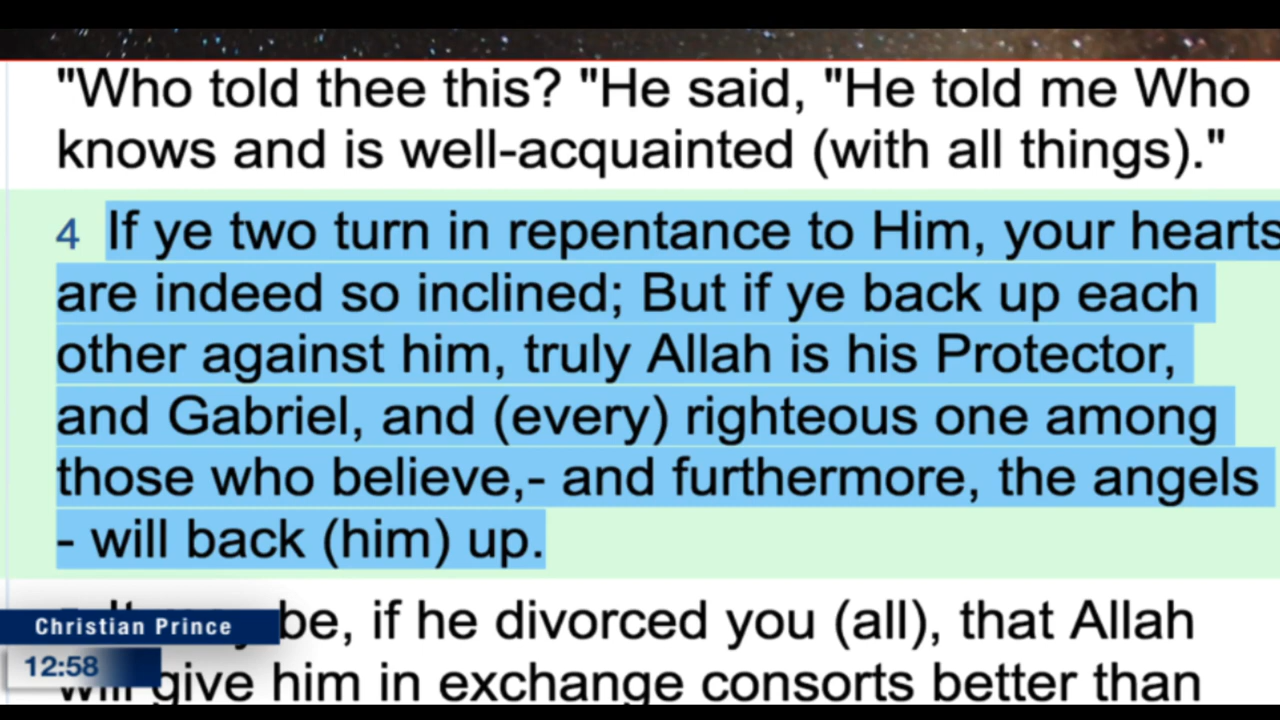 "Who told thee this? "He said, "He told me Who
knows and is well-acquainted (with all things)."
4 If ye two turn in repentance to Him, your hearts
are indeed so inclined; But if ye back up each
other against him, truly Allah is his Protector,
and Gabriel, and (every) righteous one among
those who believe,- and furthermore, the angels
- will back (him) up.
be, if he divorced you (all), that Allah
Christian Prince
12:58
will give him in exchange consorts better than